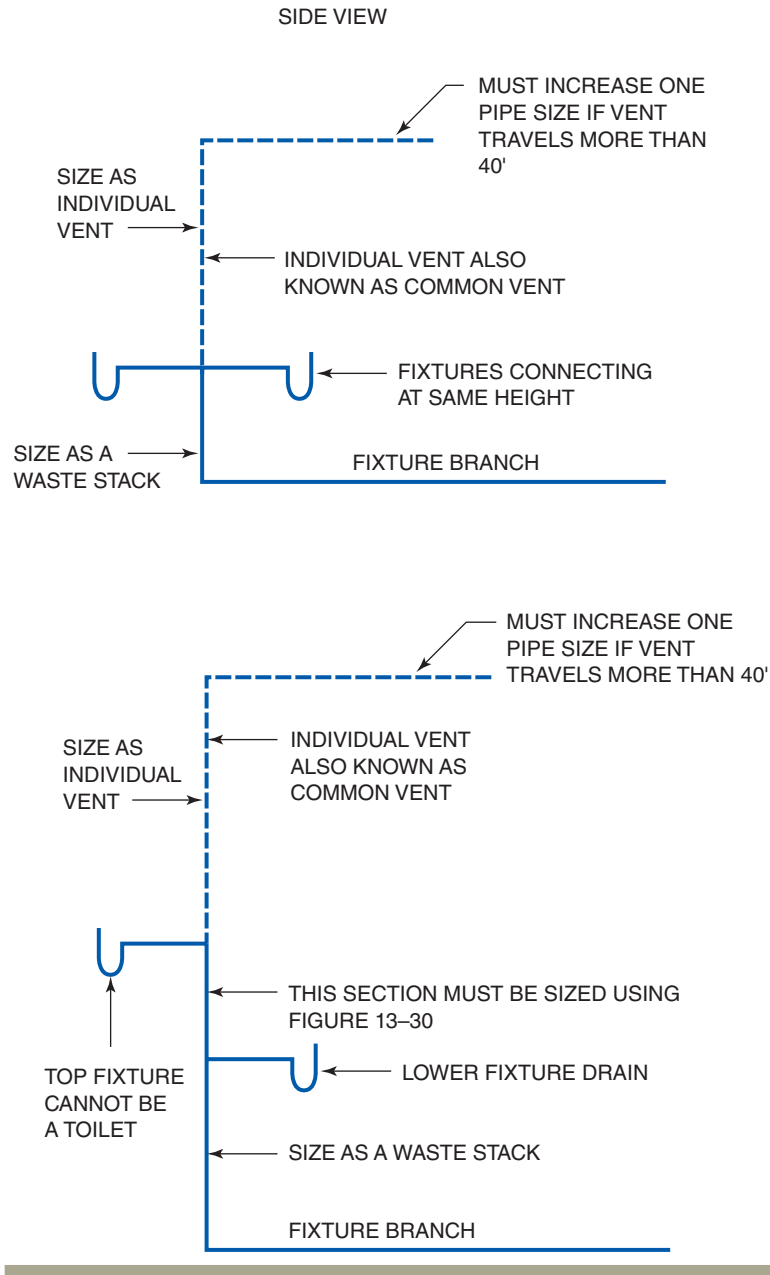 SIDE VIEW
MUST INCREASE ONE
PIPE SIZE IF VENT
TRAVELS MORE THAN
40'
SIZE AS
INDIVIDUAL
VENT
INDIVIDUAL VENT ALSO
KNOWN AS COMMON VENT
FIXTURES CONNECTING
AT SAME HEIGHT
SIZE AS A
WASTE STACK
FIXTURE BRANCH
MUST INCREASE ONE
PIPE SIZE IF VENT
TRAVELS MORE THAN 40'
SIZE AS
INDIVIDUAL
VENT
INDIVIDUAL VENT
ALSO KNOWN AS
COMMON VENT
THIS SECTION MUST BE SIZED USING
FIGURE 13–30
TOP FIXTURE
CANNOT BE
A TOILET
LOWER FIXTURE DRAIN
SIZE AS A WASTE STACK
FIXTURE BRANCH